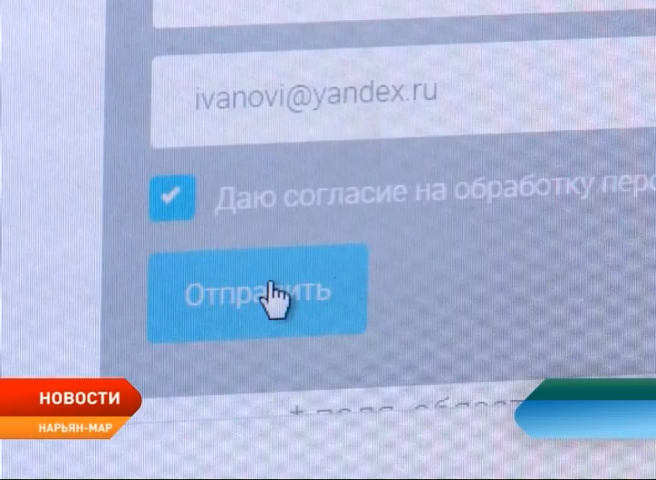 ivanovi@yandex.ru
Даю согласие на обработку
Отправить
НОВОСТИ
НАРЬЯН-МАР